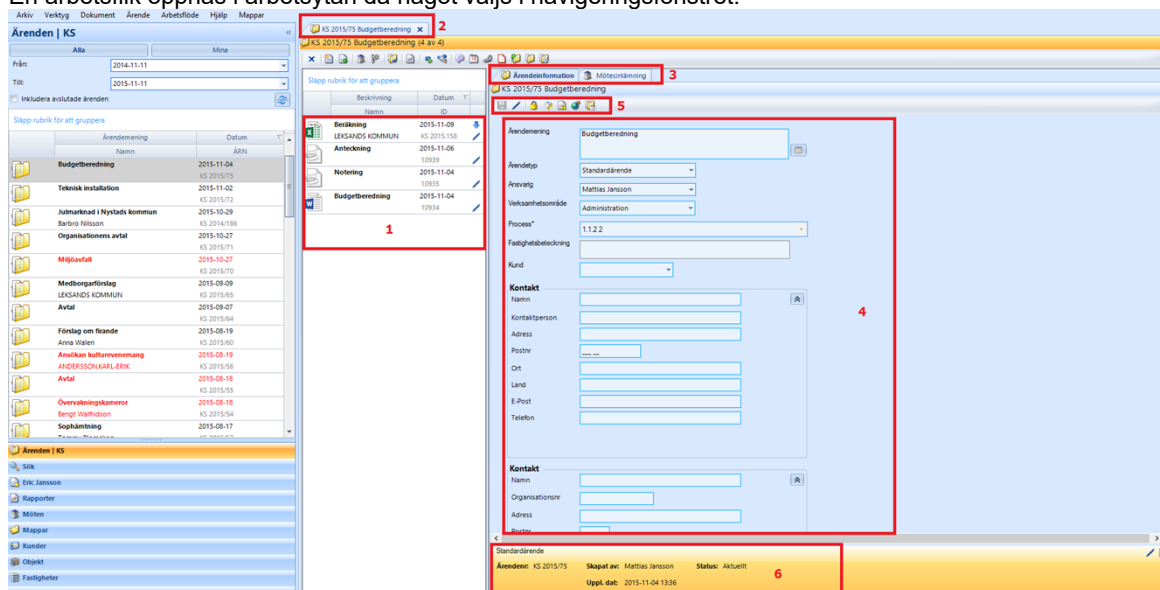 En arbetsflik öppnas i arbetsytan då något väljs i navigeringsfönstret.
Arkiv Verktyg Dokument Ärende Arbetsflöde Hjälp Mappar
Ärenden | KS «
Alla Mina
Från: 2014-11-11
Till: 2015-11-11
Inkludera avslutade ärenden
Släpp rubrik för att gruppera
Ärendemening Datum
Namn ÄRN
Budgetberedning 2015-11-04
KS 2015/75
Teknisk installation 2015-11-02
KS 2015/72
Julmarknad i Nystads kommun 2015-10-29
Barbro Nilsson KS 2014/186
Organisationens avtal 2015-10-27
KS 2015/71
Miljöavfall 2015-10-27
KS 2015/70
Medborgarförslag 2015-09-09
LEKSANDS KOMMUN KS 2015/65
Avtal 2015-09-07
KS 2015/64
Förslag om firande 2015-08-19
Anna Walen KS 2015/60
Ansökan kulturevenemang 2015-08-19
ANDERSSON,KARL-ERIK KS 2015/56
Avtal 2015-08-18
KS 2015/55
Övervakningskameror 2015-08-18
Bengt Walfridson KS 2015/54
Sophämtning 2015-08-17
Ärenden | KS
Sök
Eric Jansson
Rapporter
Möten
Mappar
Kunder
Objekt
Fastigheter
KS 2015/75 Budgetberedning x 2
KS 2015/75 Budgetberedning (4 av 4)
Släpp rubrik för att gruppera
Beskrivning Datum
Namn ID
Beräkning 2015-11-09
LEKSANDS KOMMUN KS 2015.158
Anteckning 2015-11-06
10939
Notering 2015-11-04
10935
Budgetberedning 2015-11-04
10934
1
Ärendeinformation Mötesinlämning 3
KS 2015/75 Budgetberedning
5
Ärendemening Budgetberedning
Ärendetyp Standardärende
Ansvarig Mattias Jansson
Verksamhetsområde Administration
Process* 1.1.2 2
Fastighetsbeteckning
Kund
Kontakt
Namn
Kontaktperson
Adress
Postnr
Ort
Land
E-Post
Telefon
4
Kontakt
Namn
Organisationsnr
Adress
Postnr
Standardärende
Ärendenr: KS 2015/75 Skapat av: Mattias Jansson Status: Aktuellt
Uppl. dat: 2015-11-04 13:36
6